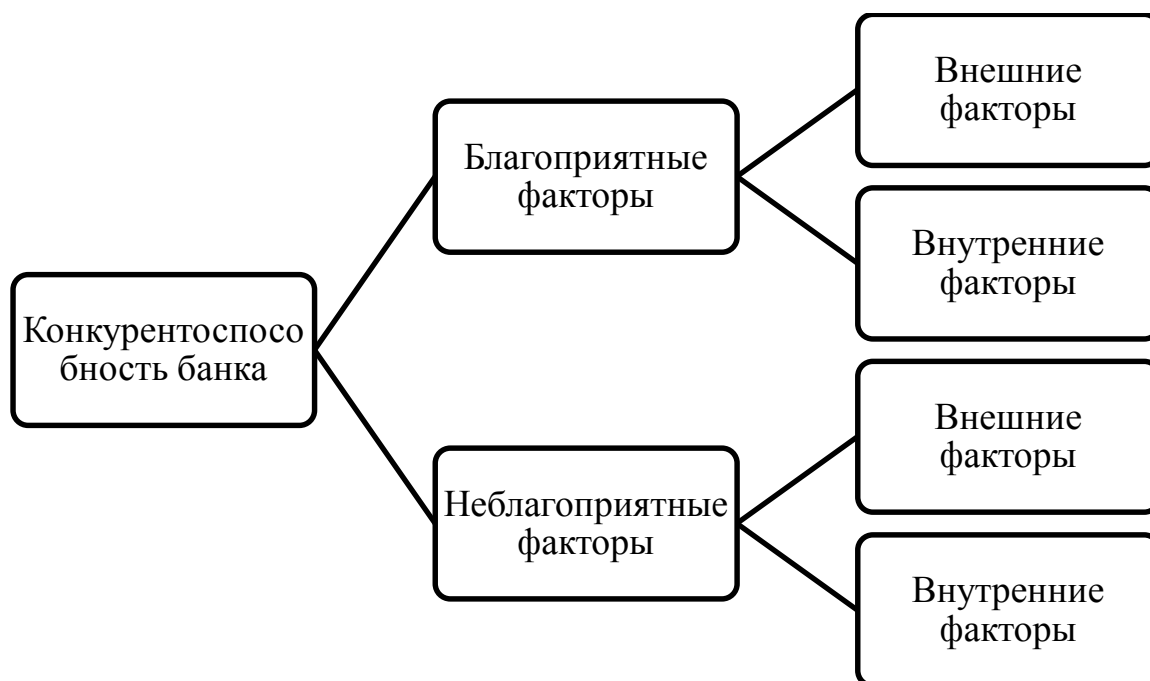 Конкурентоспосо
бность банка
Благоприятные
факторы
Внешние
факторы
Внутренние
факторы
Неблагоприятные
факторы
Внешние
факторы
Внутренние
факторы